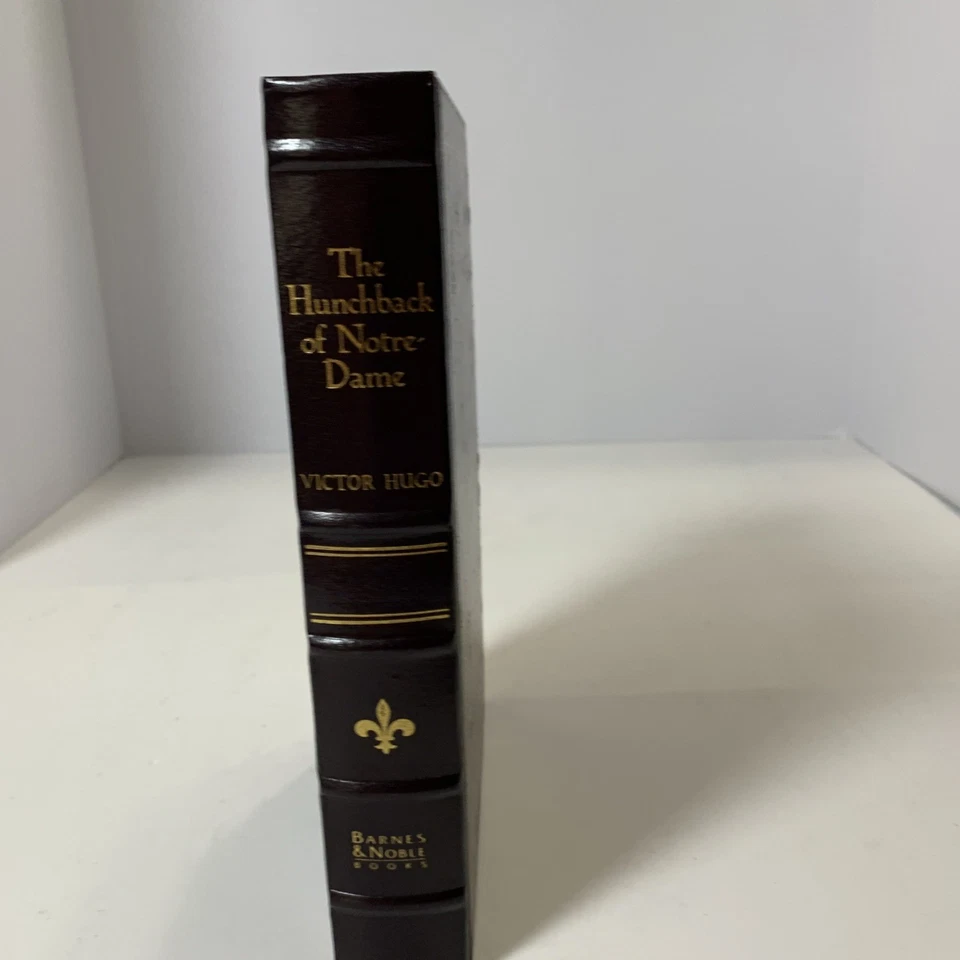 The
Hunchback
of Notre-
Dame
VICTOR HUGO
BARNES
& NOBLE
BOOKS